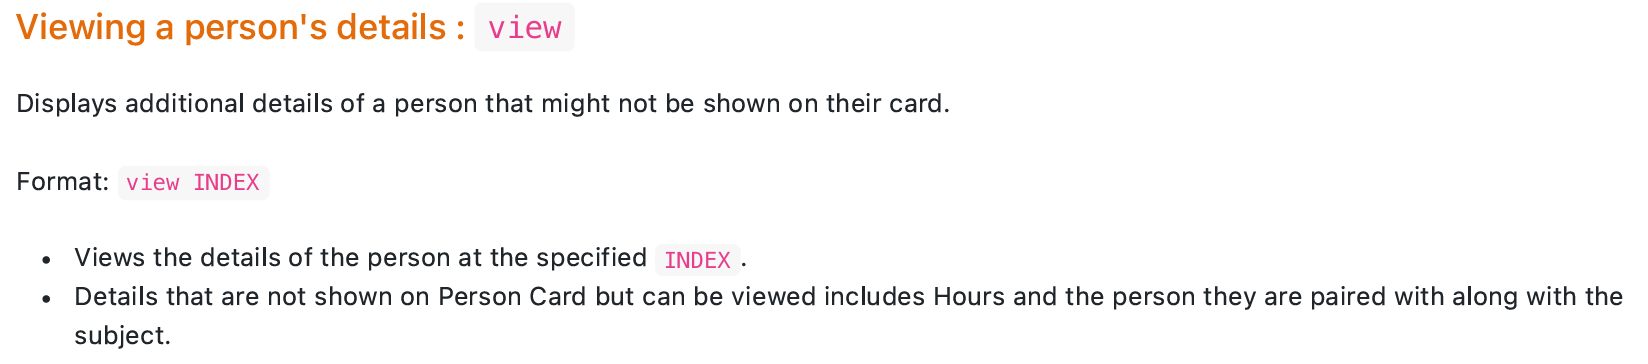 Viewing a person's details : view
Displays additional details of a person that might not be shown on their card.
Format: view INDEX
• Views the details of the person at the specified INDEX .
• Details that are not shown on Person Card but can be viewed includes Hours and the person they are paired with along with the
subject.